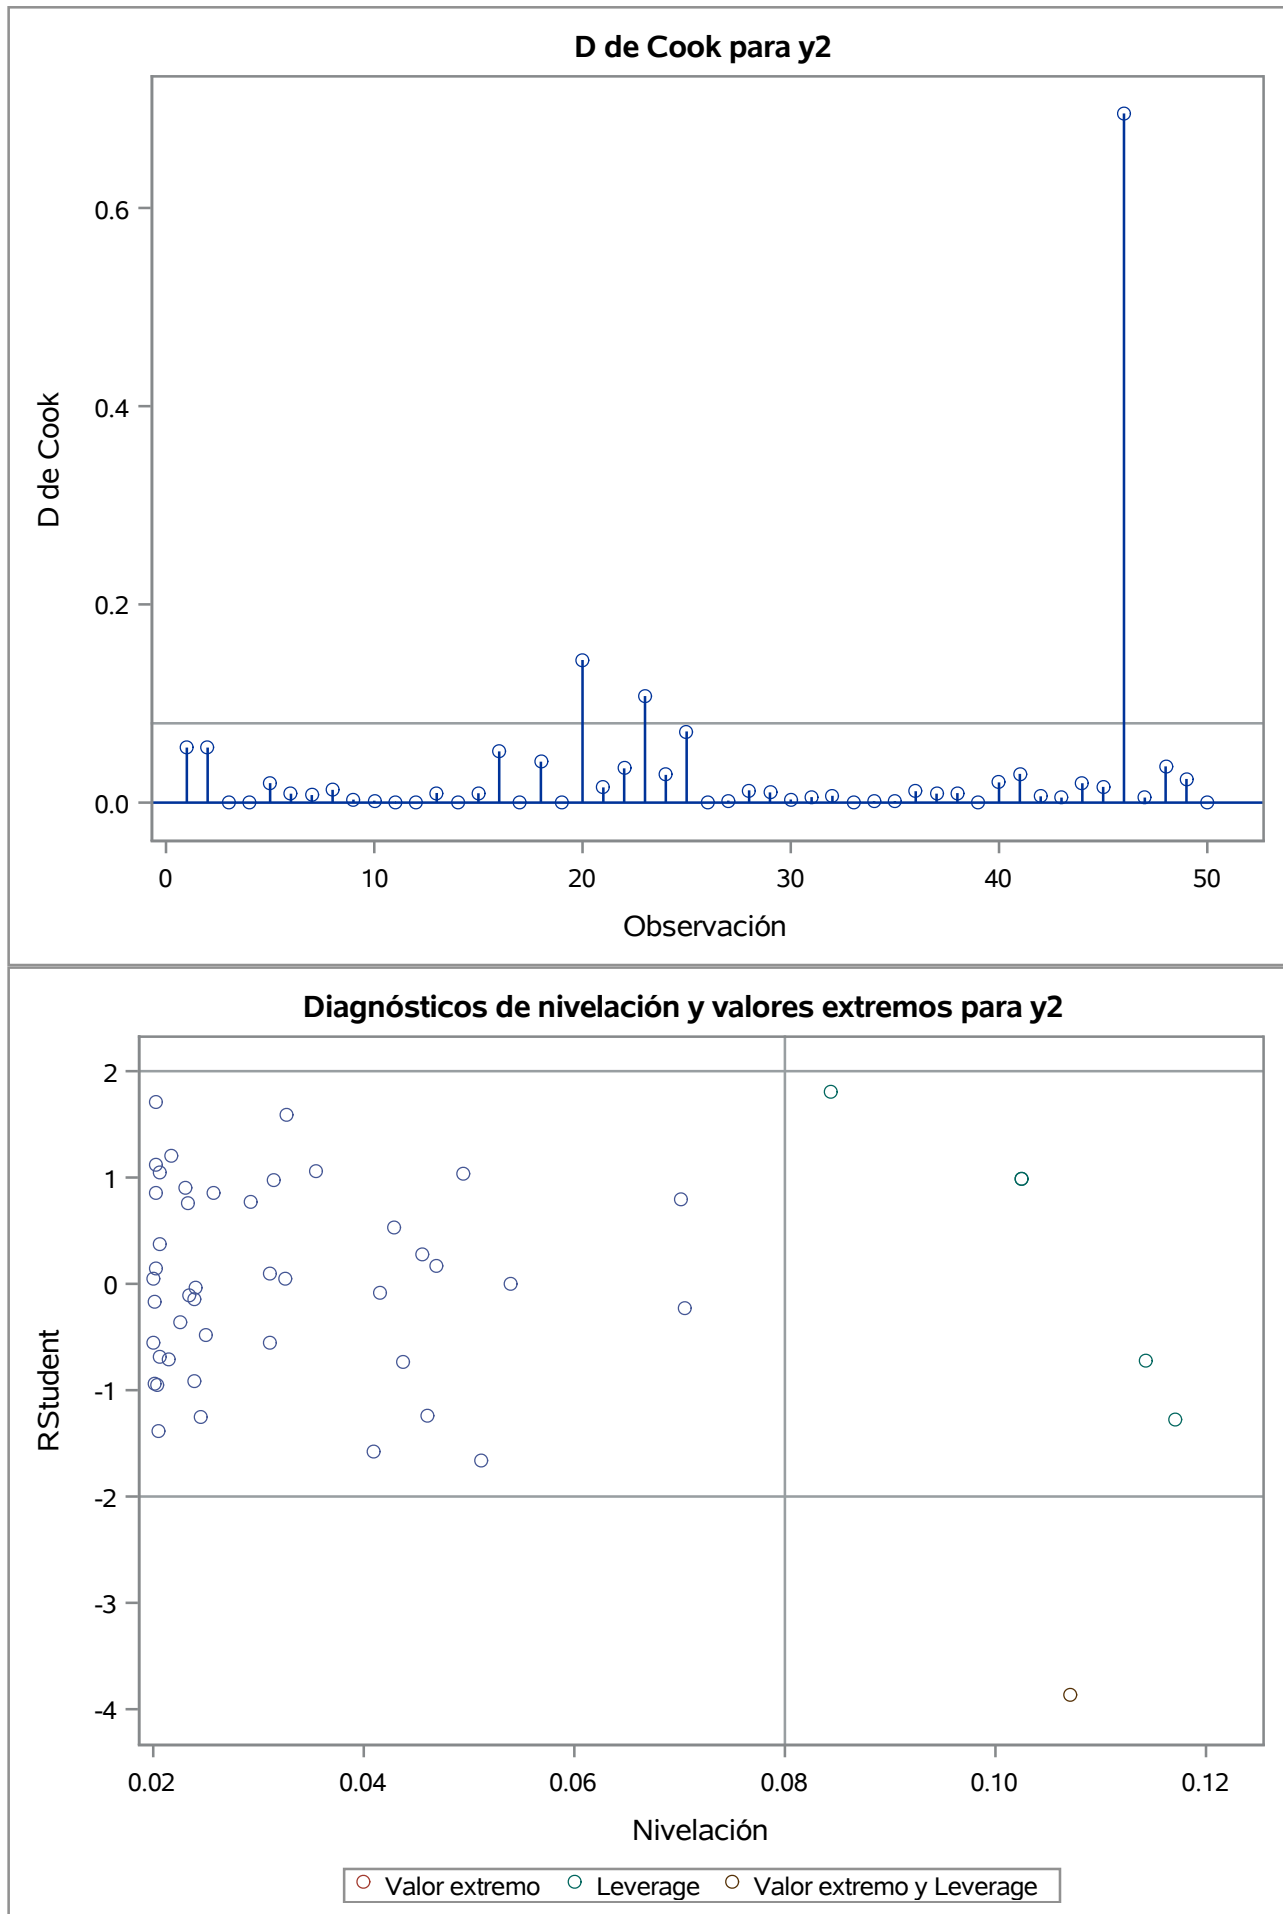 D de Cook para y2
0.6
0.4
0.2
0.0
D de Cook
0 10 20 30 40 50
Observación
Diagnósticos de nivelación y valores extremos para y2
2
1
0
-1
-2
-3
-4
RStudent
0.02 0.04 0.06 0.08 0.10 0.12
Nivelación
Valor extremo Leverage Valor extremo y Leverage